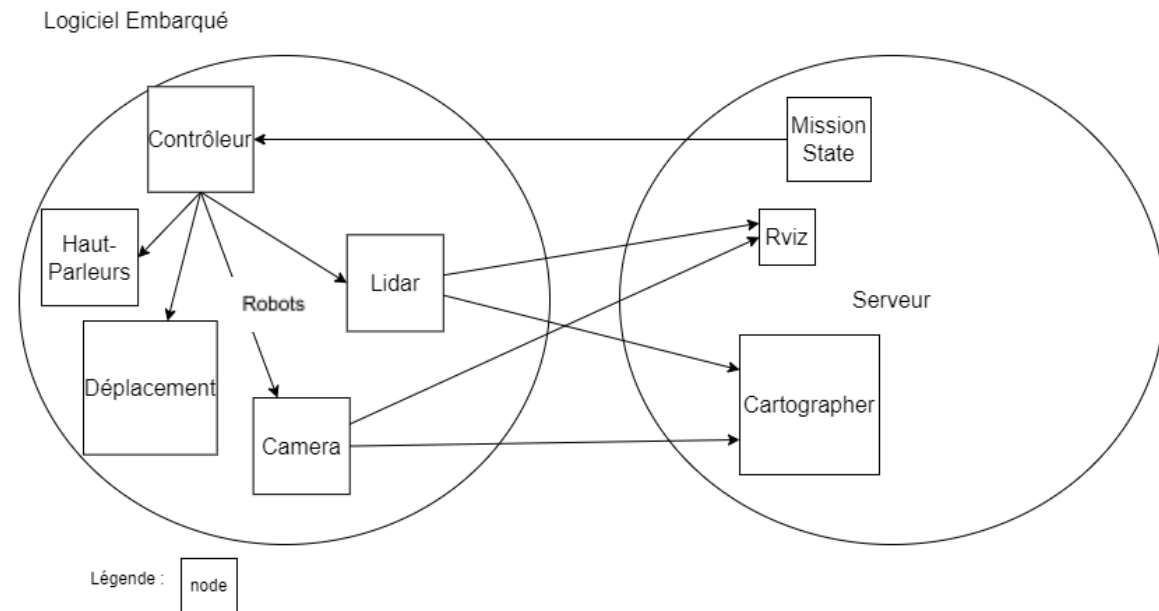 Logiciel Embarqué
Contrôleur
Mission
State
Haut-
Parleurs
Rviz
Lidar
Robots
Serveur
Déplacement
Cartographer
Camera
Légende :
node